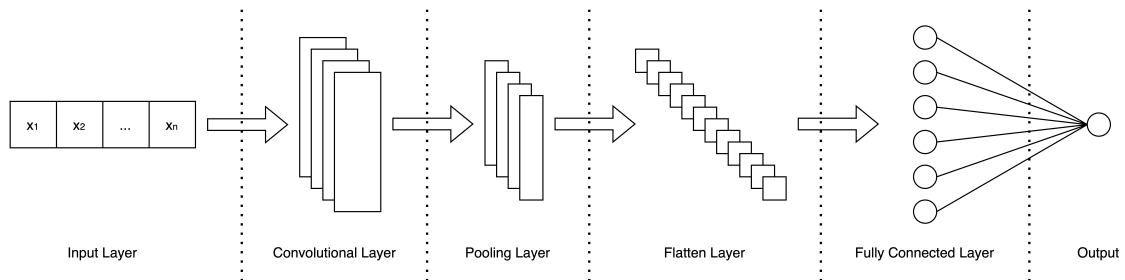 x1 x2 ... xn
Input Layer
Convolutional Layer
Pooling Layer
Flatten Layer
Fully Connected Layer
Output